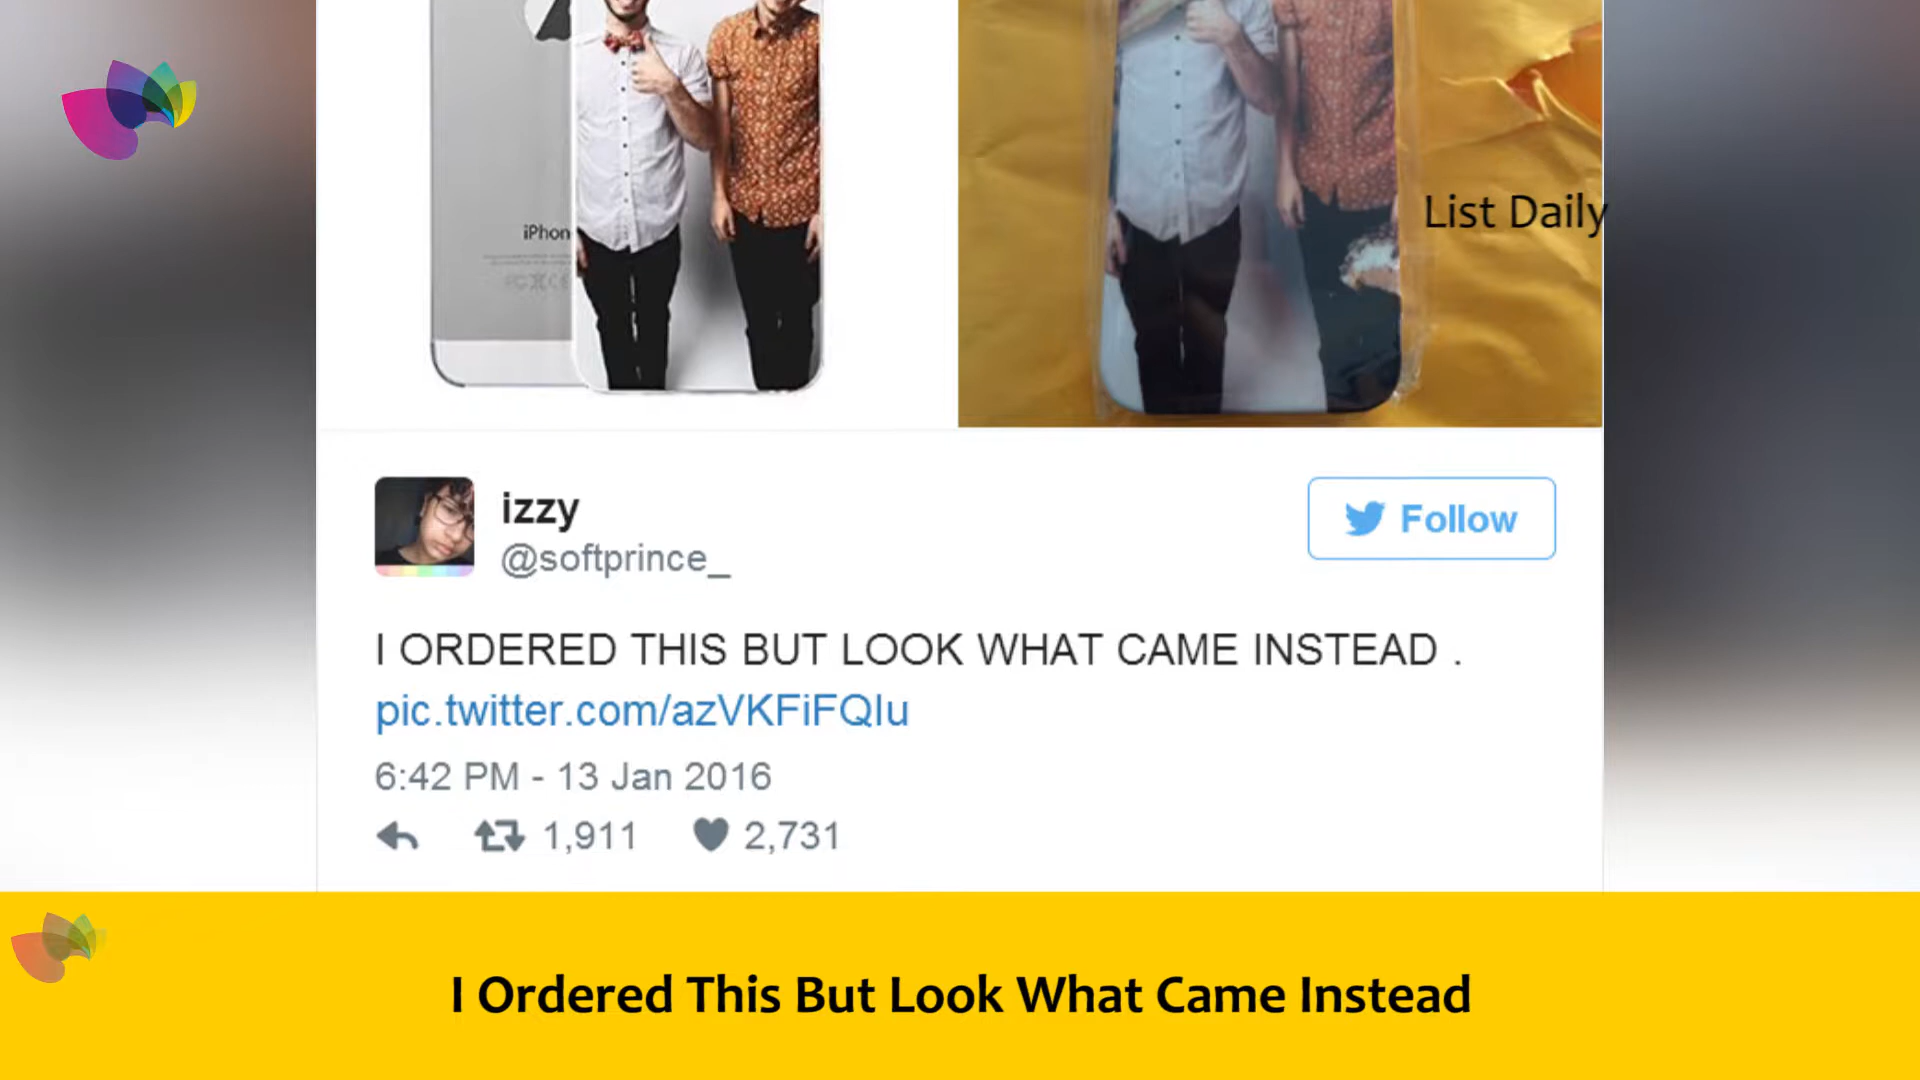 iPhon
List Daily
izzy
@softprince_
Follow
I ORDERED THIS BUT LOOK WHAT CAME INSTEAD .
pic.twitter.com/azVKFiFQIu
6:42 PM - 13 Jan 2016
1,911 2,731
I Ordered This But Look What Came Instead